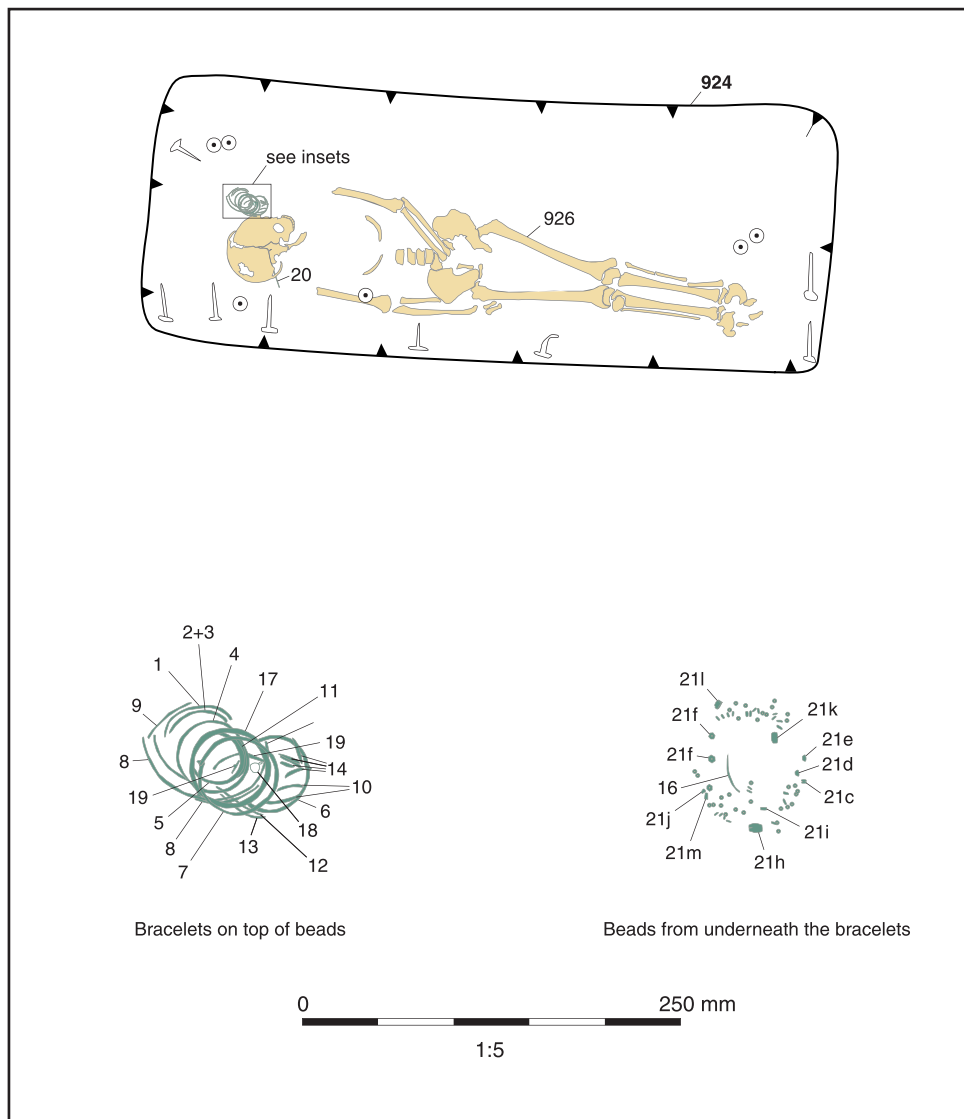 924
see insets
926
20
2+3
1
4
17
11
9
19
8
14
19
10
5
6
8
18
13
12
7
21l
21k
21f
21e
21f
21d
16
21c
21j
21i
21m
21h
Bracelets on top of beads
Beads from underneath the bracelets
0
250 mm
1:5